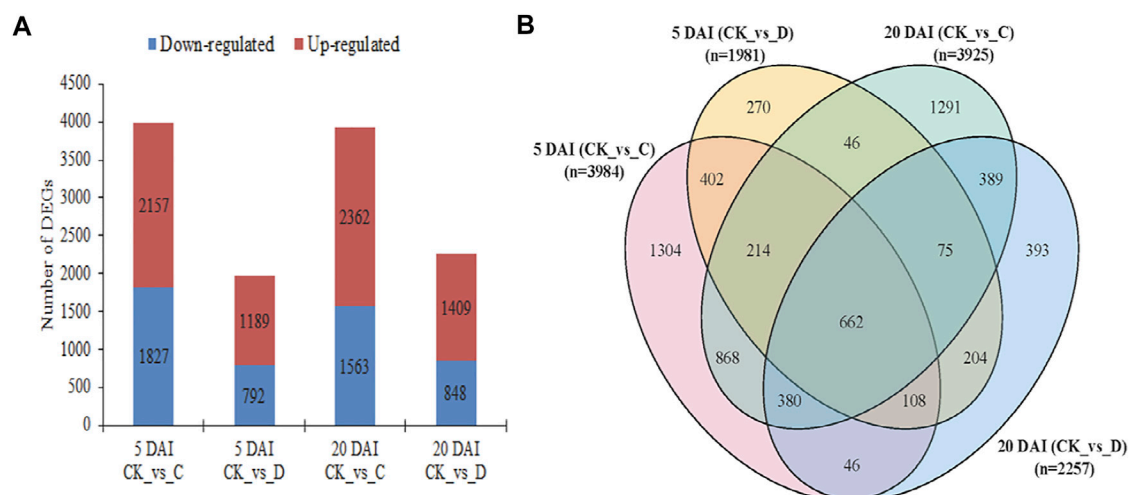 A
Down-regulated
Up-regulated
Number of DEGs
4500
4000
3500
3000
2500
2000
1500
1000
500
0
2157
1827
1189
792
2362
1563
1409
848
5 DAI
CK_vs_C
5 DAI
CK_vs_D
20 DAI
CK_vs_C
20 DAI
CK_vs_D
B
5 DAI (CK_vs_D)
(n=1981)
20 DAI (CK_vs_C)
(n=3925)
5 DAI (CK_vs_C)
(n=3984)
270
46
1291
402
389
1304
214
75
393
662
868
204
380
108
46
20 DAI (CK_vs_D)
(n=2257)